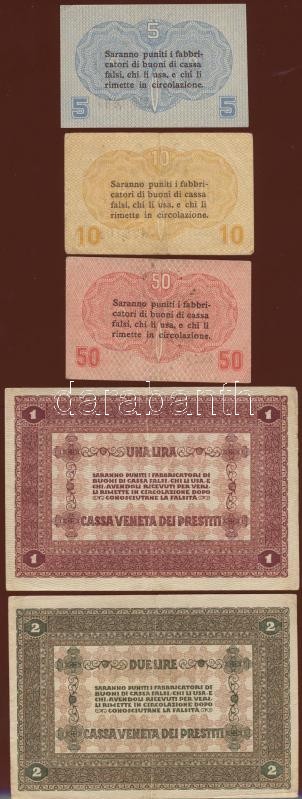 5
Saranno puniti i fabbri-
catori di buoni di cassa
falsi, chi li usa, e chi li
rimette in circolazione.
5 5
10
Saranno puniti i fabbri-
catori di buoni di cassa
falsi, chi li usa, e chi li
rimette in circolazione.
10 10
50
Saranno puniti i fabbri-
catori di buoni di cassa
falsi, chi li usa, e chi li
rimette in circolazione.
50 50
darabanth
1 1
UNA LIRA
SARANNO PUNITI I FABBRICATORI DI
BUONI DI CASSA FALSI, CHI LI USA, E
CHI, AVENDOLI RICEVUTI PER VERI,
LI RIMETTE IN CIRCOLAZIONE DOPO
CONOSCIUTANE LA FALSITÀ
CASSA VENETA DEI PRESTITI
1 1
2 2
DUE LIRE
SARANNO PUNITI I FABBRICATORI DI
BUONI DI CASSA FALSI, CHI LI USA, E
CHI, AVENDOLI RICEVUTI PER VERI,
LI RIMETTE IN CIRCOLAZIONE DOPO
CONOSCIUTANE LA FALSITÀ
CASSA VENETA DEI PRESTITI
2 2